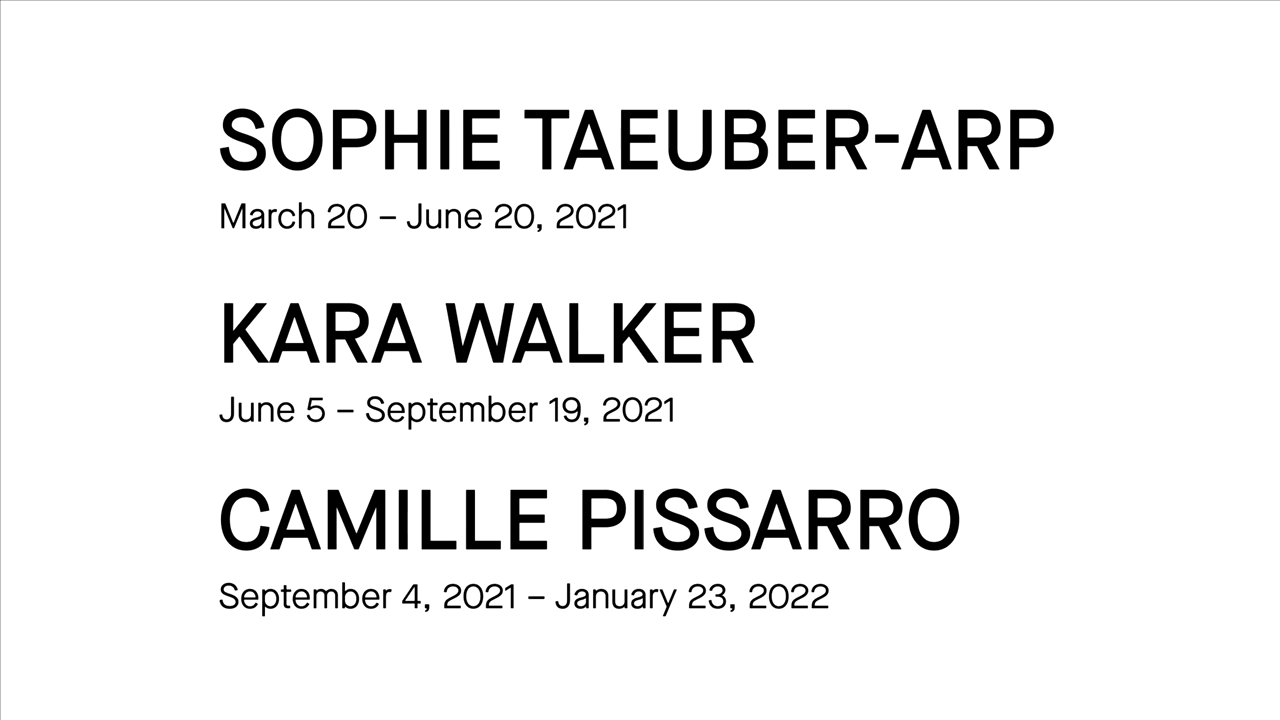 SOPHIE TAEUBER-ARP
March 20 – June 20, 2021
KARA WALKER
June 5 – September 19, 2021
CAMILLE PISSARRO
September 4, 2021 – January 23, 2022